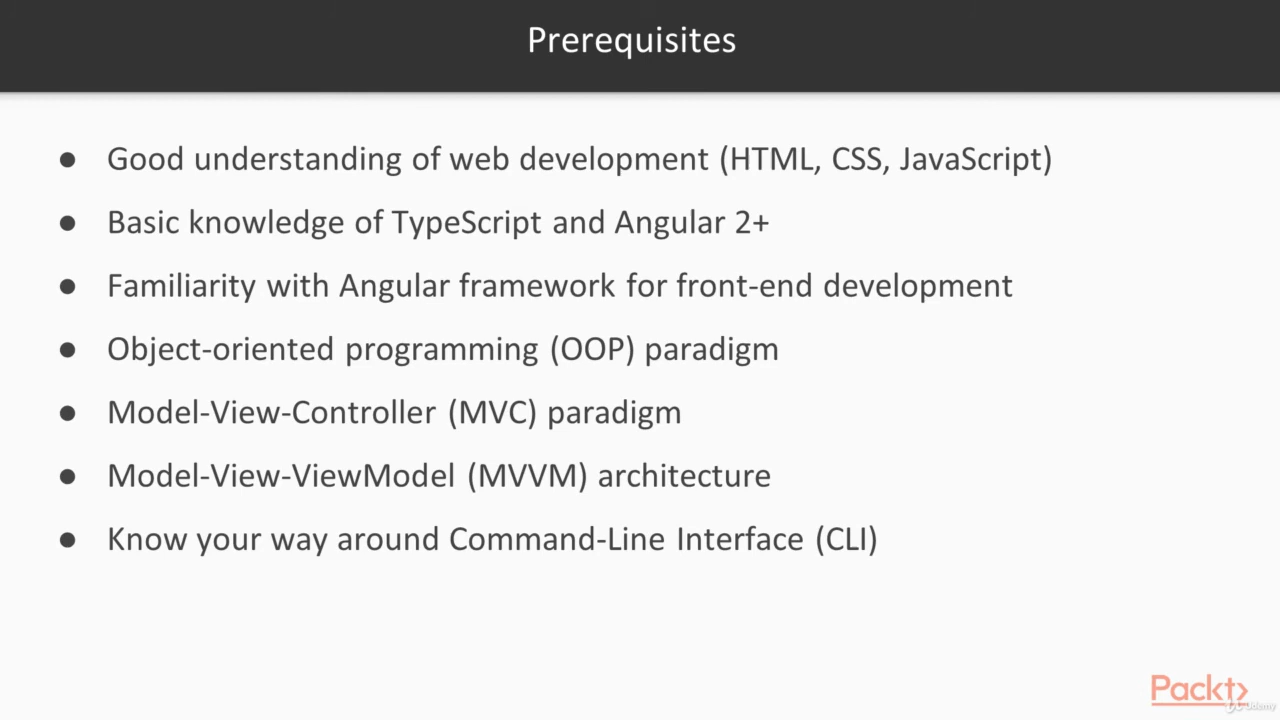 Prerequisites
● Good understanding of web development (HTML, CSS, JavaScript)
● Basic knowledge of TypeScript and Angular 2+
● Familiarity with Angular framework for front-end development
● Object-oriented programming (OOP) paradigm
● Model-View-Controller (MVC) paradigm
● Model-View-ViewModel (MVVM) architecture
● Know your way around Command-Line Interface (CLI)
Packt>
Udemy